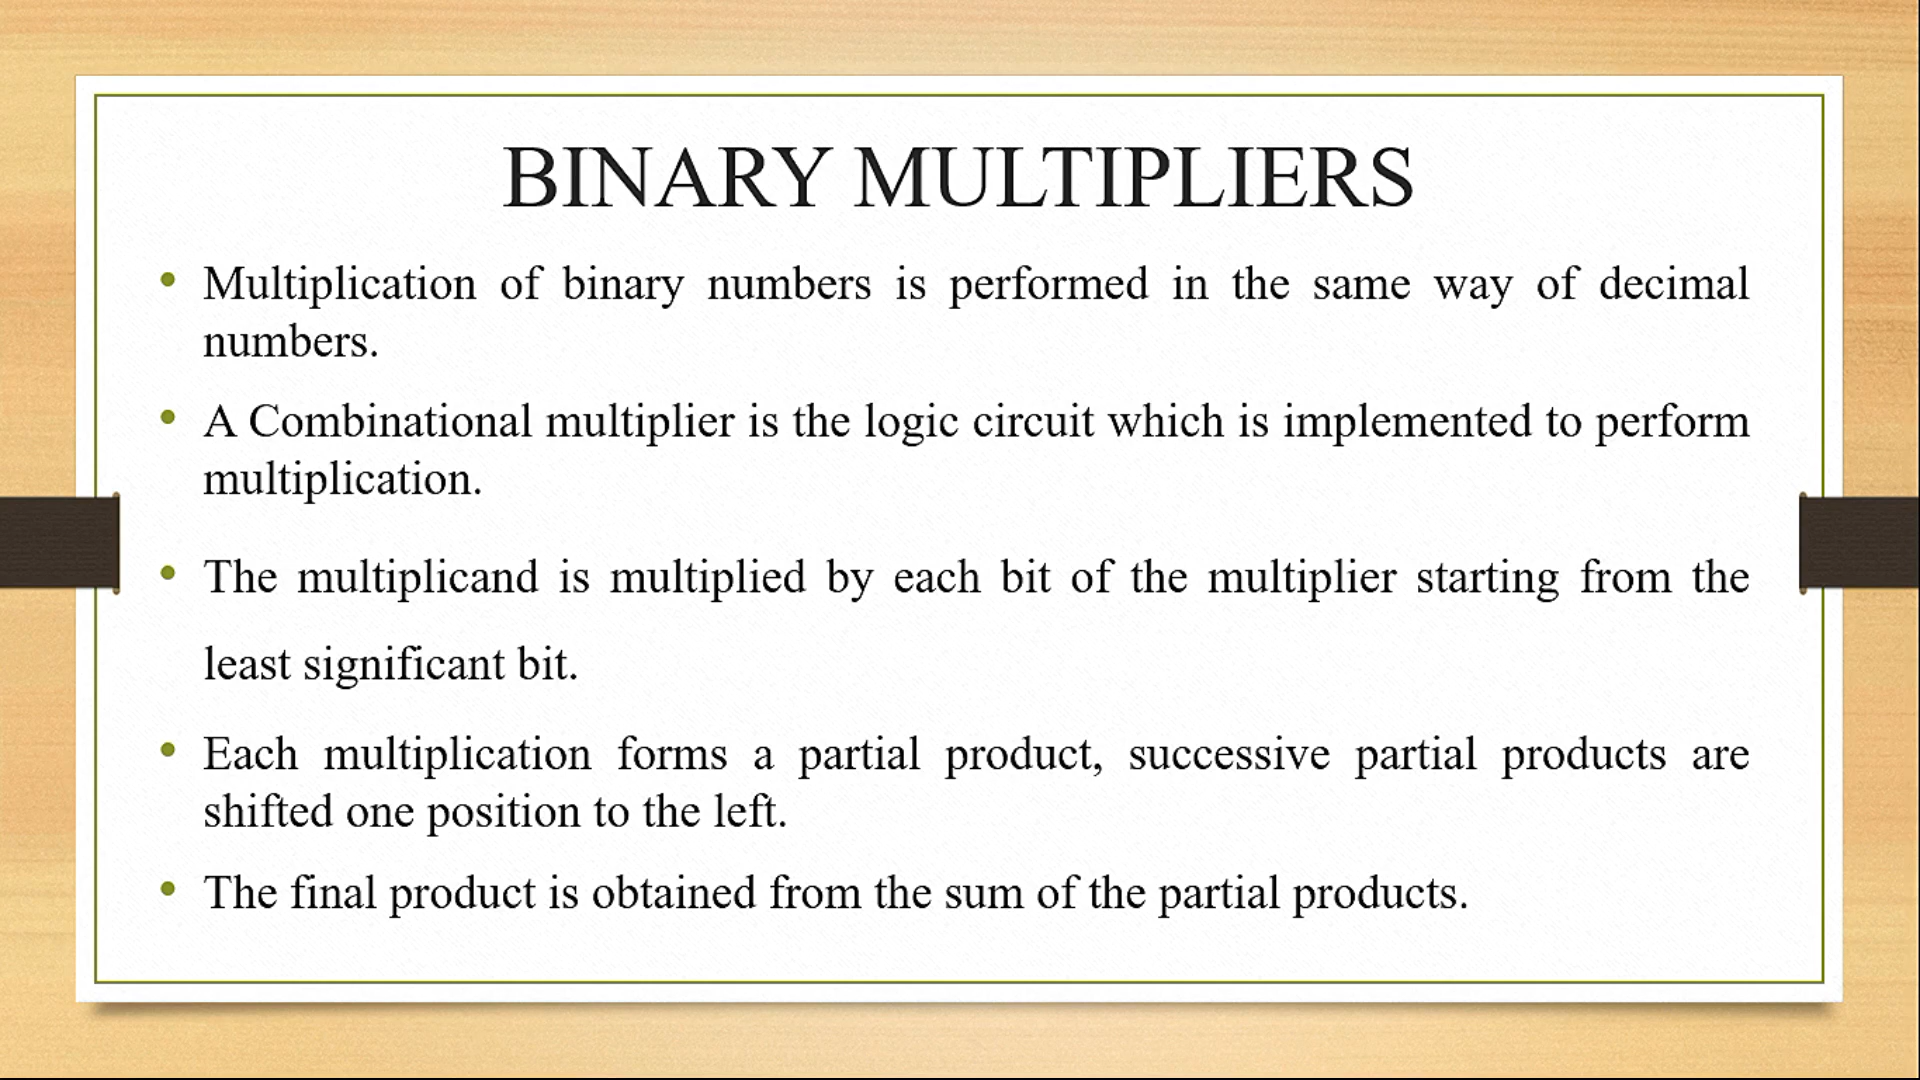 BINARY MULTIPLIERS
• Multiplication of binary numbers is performed in the same way of decimal
numbers.
• A Combinational multiplier is the logic circuit which is implemented to perform
multiplication.
• The multiplicand is multiplied by each bit of the multiplier starting from the
least significant bit.
• Each multiplication forms a partial product, successive partial products are
shifted one position to the left.
• The final product is obtained from the sum of the partial products.